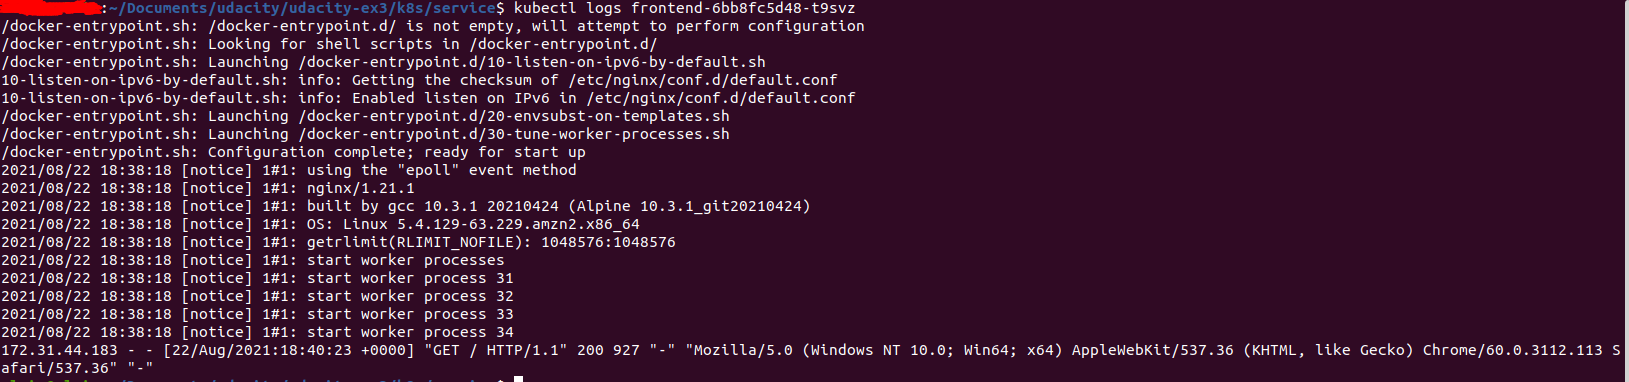 :~/Documents/udacity/udacity-ex3/k8s/service$ kubectl logs frontend-6bb8fc5d48-t9svz
/docker-entrypoint.sh: /docker-entrypoint.d/ is not empty, will attempt to perform configuration
/docker-entrypoint.sh: Looking for shell scripts in /docker-entrypoint.d/
/docker-entrypoint.sh: Launching /docker-entrypoint.d/10-listen-on-ipv6-by-default.sh
10-listen-on-ipv6-by-default.sh: info: Getting the checksum of /etc/nginx/conf.d/default.conf
10-listen-on-ipv6-by-default.sh: info: Enabled listen on IPv6 in /etc/nginx/conf.d/default.conf
/docker-entrypoint.sh: Launching /docker-entrypoint.d/20-envsubst-on-templates.sh
/docker-entrypoint.sh: Launching /docker-entrypoint.d/30-tune-worker-processes.sh
/docker-entrypoint.sh: Configuration complete; ready for start up
2021/08/22 18:38:18 [notice] 1#1: using the "epoll" event method
2021/08/22 18:38:18 [notice] 1#1: nginx/1.21.1
2021/08/22 18:38:18 [notice] 1#1: built by gcc 10.3.1 20210424 (Alpine 10.3.1_git20210424)
2021/08/22 18:38:18 [notice] 1#1: OS: Linux 5.4.129-63.229.amzn2.x86_64
2021/08/22 18:38:18 [notice] 1#1: getrlimit(RLIMIT_NOFILE): 1048576:1048576
2021/08/22 18:38:18 [notice] 1#1: start worker processes
2021/08/22 18:38:18 [notice] 1#1: start worker process 31
2021/08/22 18:38:18 [notice] 1#1: start worker process 32
2021/08/22 18:38:18 [notice] 1#1: start worker process 33
2021/08/22 18:38:18 [notice] 1#1: start worker process 34
172.31.44.183 - - [22/Aug/2021:18:40:23 +0000] "GET / HTTP/1.1" 200 927 "-" "Mozilla/5.0 (Windows NT 10.0; Win64; x64) AppleWebKit/537.36 (KHTML, like Gecko) Chrome/60.0.3112.113 S
afari/537.36" "-"